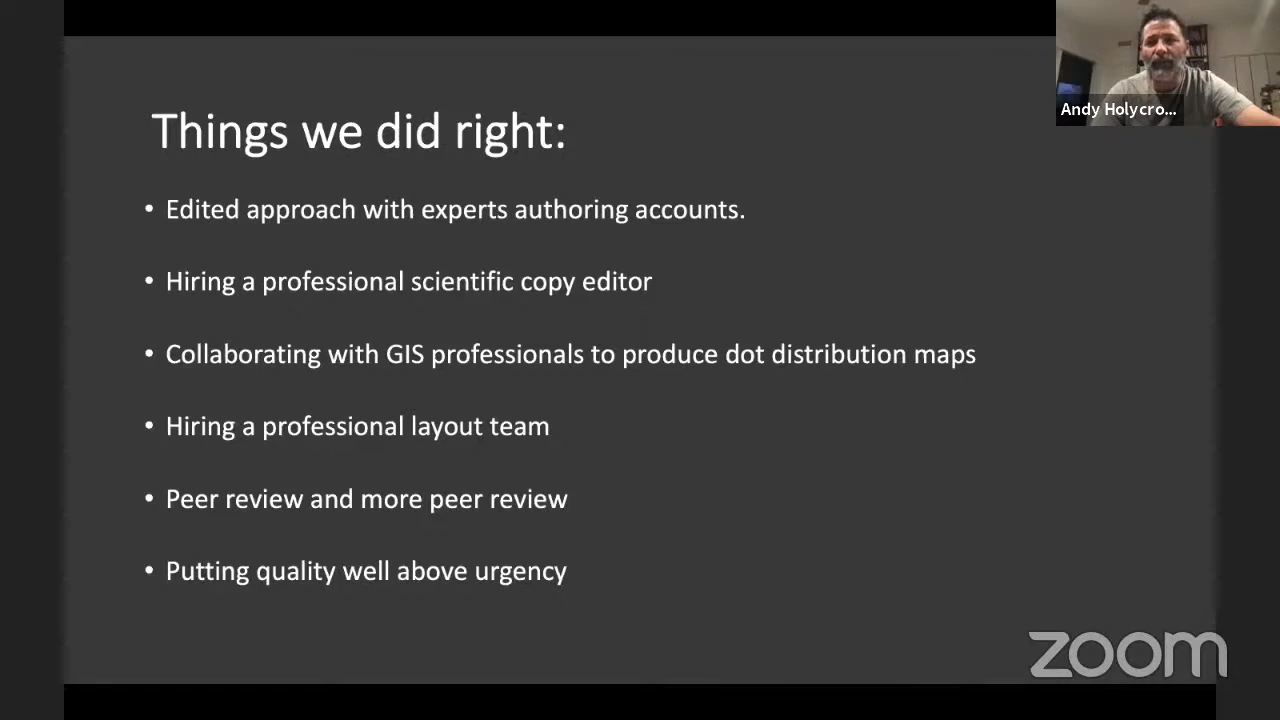 Andy Holycro...
Things we did right:
• Edited approach with experts authoring accounts.
• Hiring a professional scientific copy editor
• Collaborating with GIS professionals to produce dot distribution maps
• Hiring a professional layout team
• Peer review and more peer review
• Putting quality well above urgency
zoom